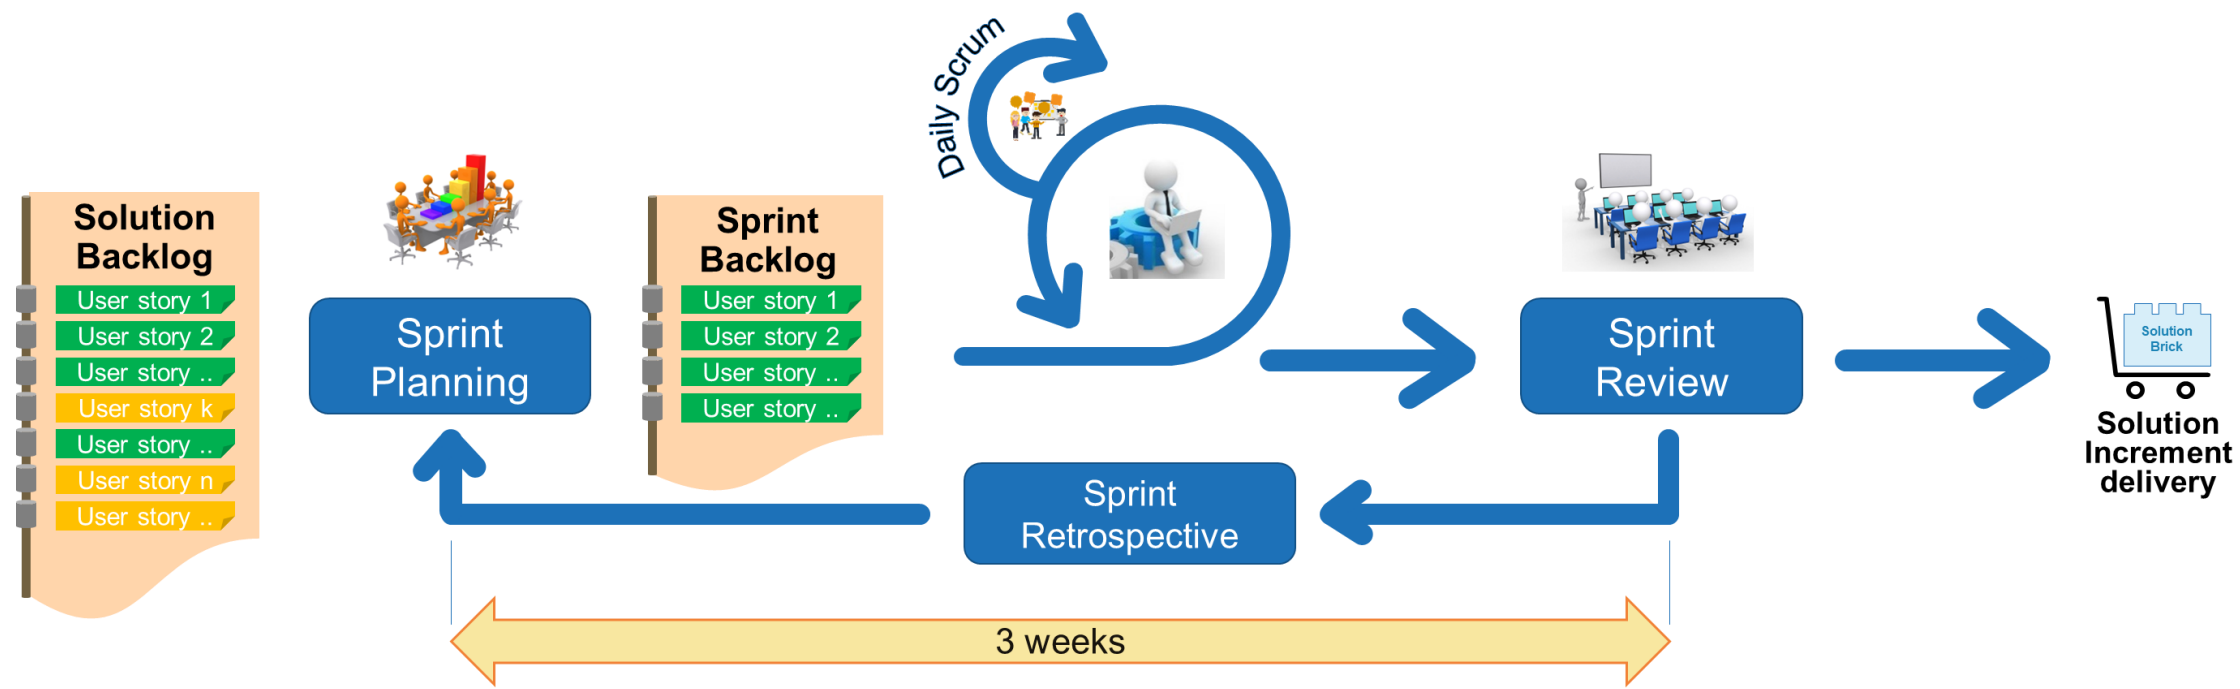 Solution
Backlog
User story 1
User story 2
User story ..
User story k
User story ..
User story n
User story ..
Sprint
Planning
Sprint
Backlog
User story 1
User story 2
User story ..
User story ..
Daily Scrum
Sprint
Review
Sprint
Retrospective
Solution
Brick
Solution
Increment
delivery
3 weeks